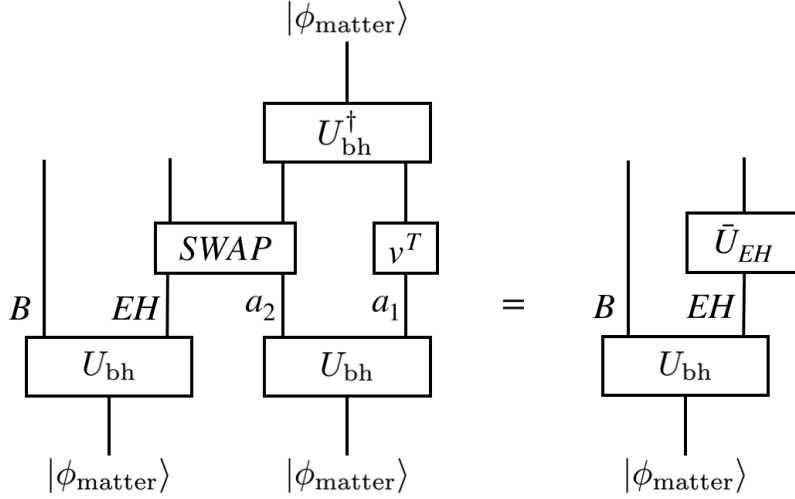 |ϕ_matter⟩
U_bh^†
SWAP v^T Ū_EH
B EH a_2 a_1 = B EH
U_bh U_bh U_bh
|ϕ_matter⟩ |ϕ_matter⟩ |ϕ_matter⟩